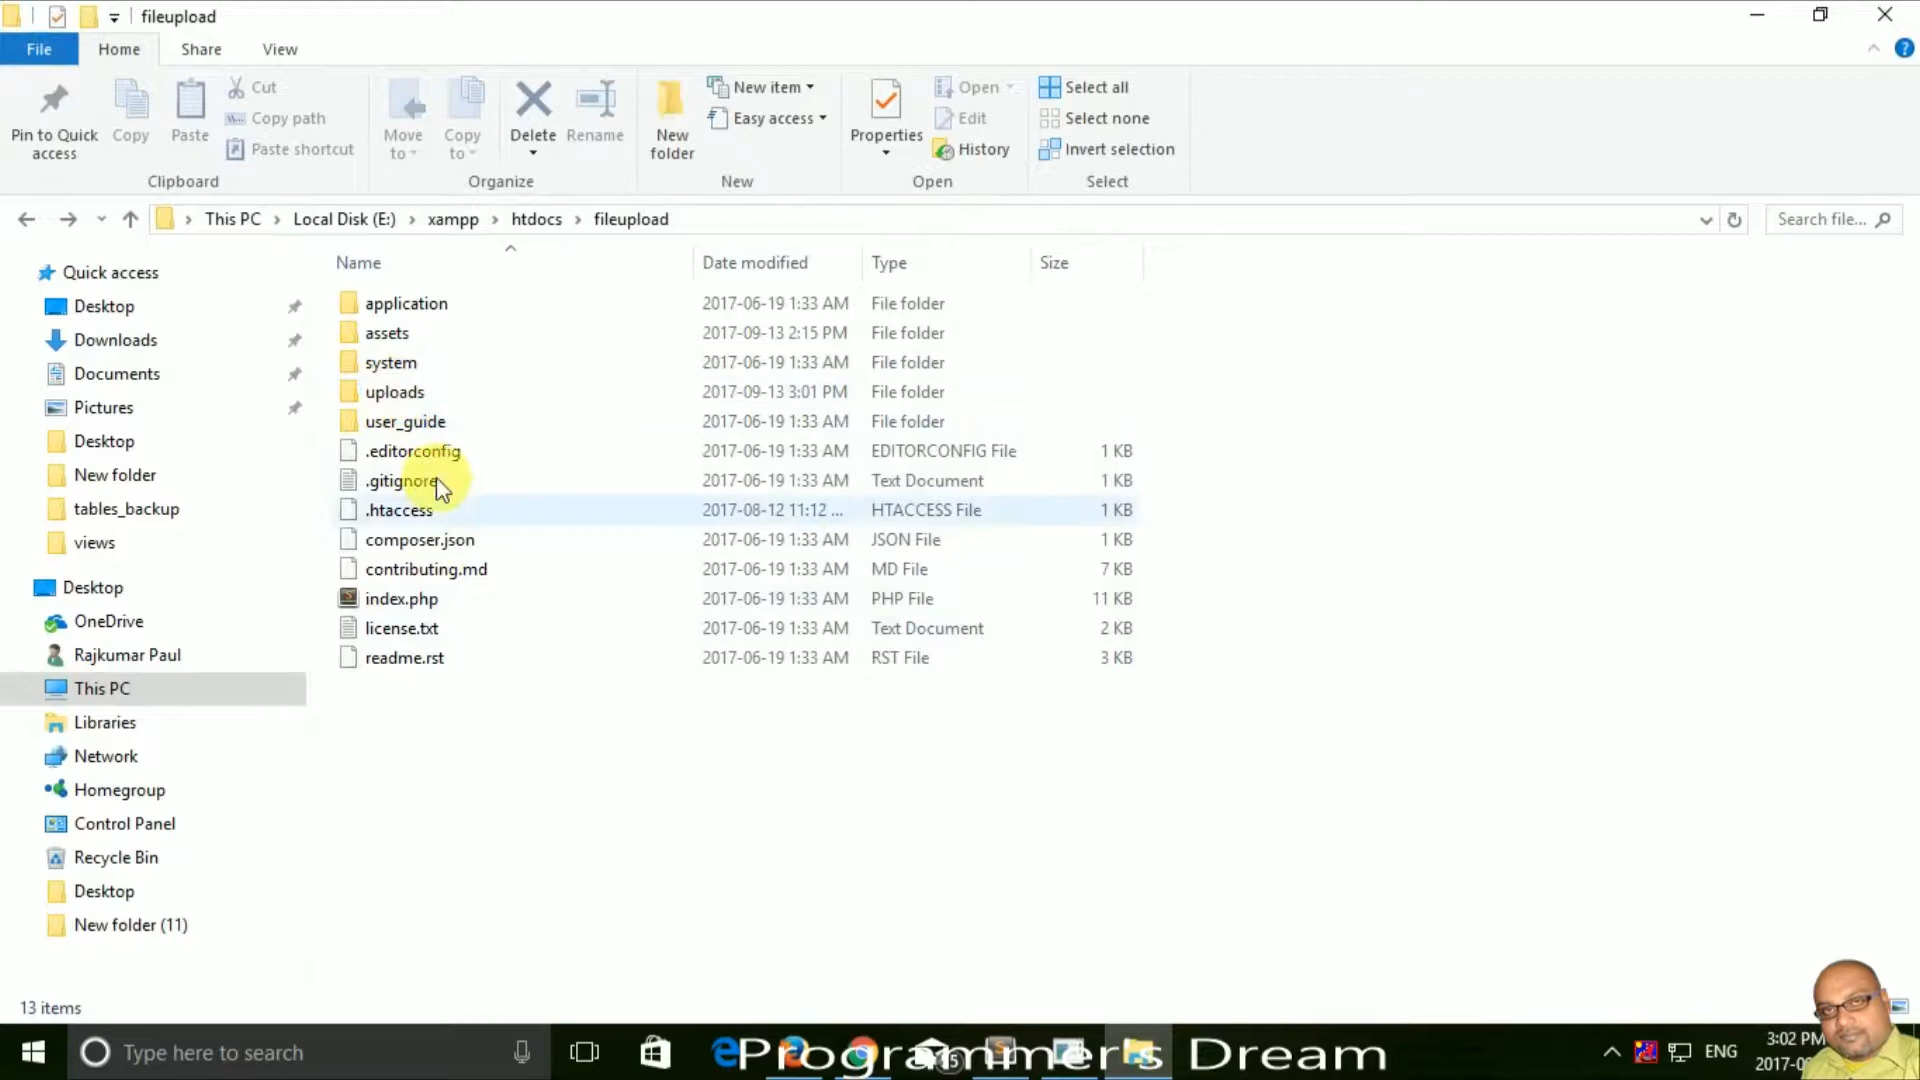 fileupload
File Home Share View
Pin to Quick access
Copy
Paste
Cut
Copy path
Paste shortcut
Clipboard
Move to
Copy to
Delete
Rename
Organize
New folder
New item
Easy access
New
Properties
Open
Edit
History
Open
Select all
Select none
Invert selection
Select
This PC > Local Disk (E:) > xampp > htdocs > fileupload
Search file...
Name Date modified Type Size
Quick access
Desktop
Downloads
Documents
Pictures
Desktop
New folder
tables_backup
views
Desktop
OneDrive
Rajkumar Paul
This PC
Libraries
Network
Homegroup
Control Panel
Recycle Bin
Desktop
New folder (11)
application 2017-06-19 1:33 AM File folder
assets 2017-09-13 2:15 PM File folder
system 2017-06-19 1:33 AM File folder
uploads 2017-09-13 3:01 PM File folder
user_guide 2017-06-19 1:33 AM File folder
.editorconfig 2017-06-19 1:33 AM EDITORCONFIG File 1 KB
.gitignore 2017-06-19 1:33 AM Text Document 1 KB
.htaccess 2017-08-12 11:12 ... HTACCESS File 1 KB
composer.json 2017-06-19 1:33 AM JSON File 1 KB
contributing.md 2017-06-19 1:33 AM MD File 7 KB
index.php 2017-06-19 1:33 AM PHP File 11 KB
license.txt 2017-06-19 1:33 AM Text Document 2 KB
readme.rst 2017-06-19 1:33 AM RST File 3 KB
13 items
Type here to search
Programmer's Dream
ENG
3:02 PM